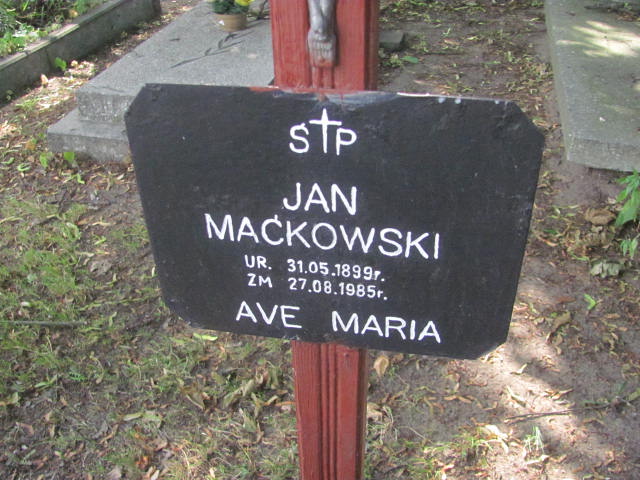 Ś†P
JAN
MAĆKOWSKI
UR. 31.05.1899r.
ZM 27.08.1985r.
AVE MARIA